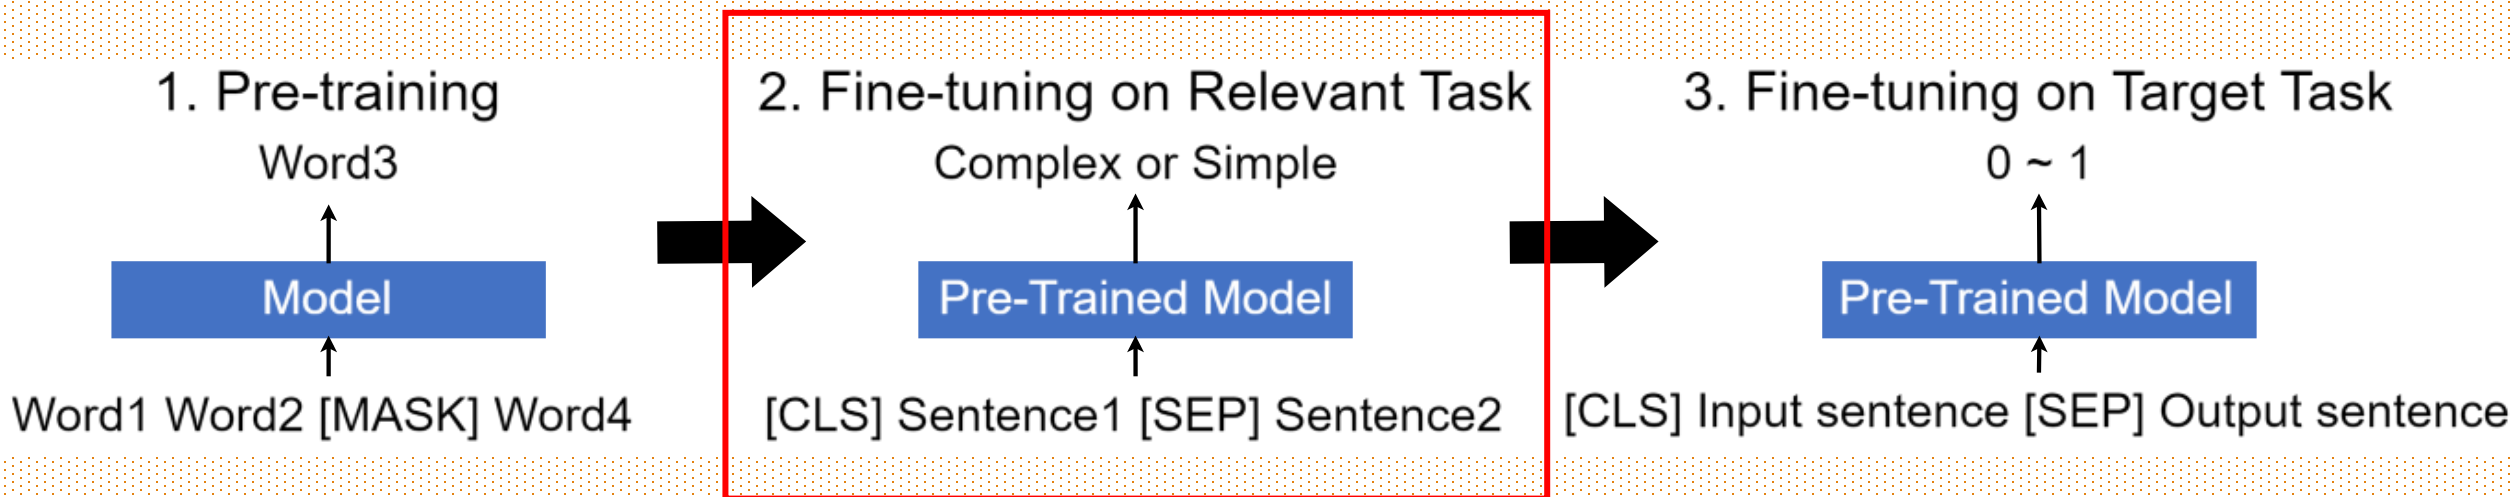 1. Pre-training
Word3
Model
Word1 Word2 [MASK] Word4
2. Fine-tuning on Relevant Task
Complex or Simple
Pre-Trained Model
[CLS] Sentence1 [SEP] Sentence2
3. Fine-tuning on Target Task
0 ~ 1
Pre-Trained Model
[CLS] Input sentence [SEP] Output sentence